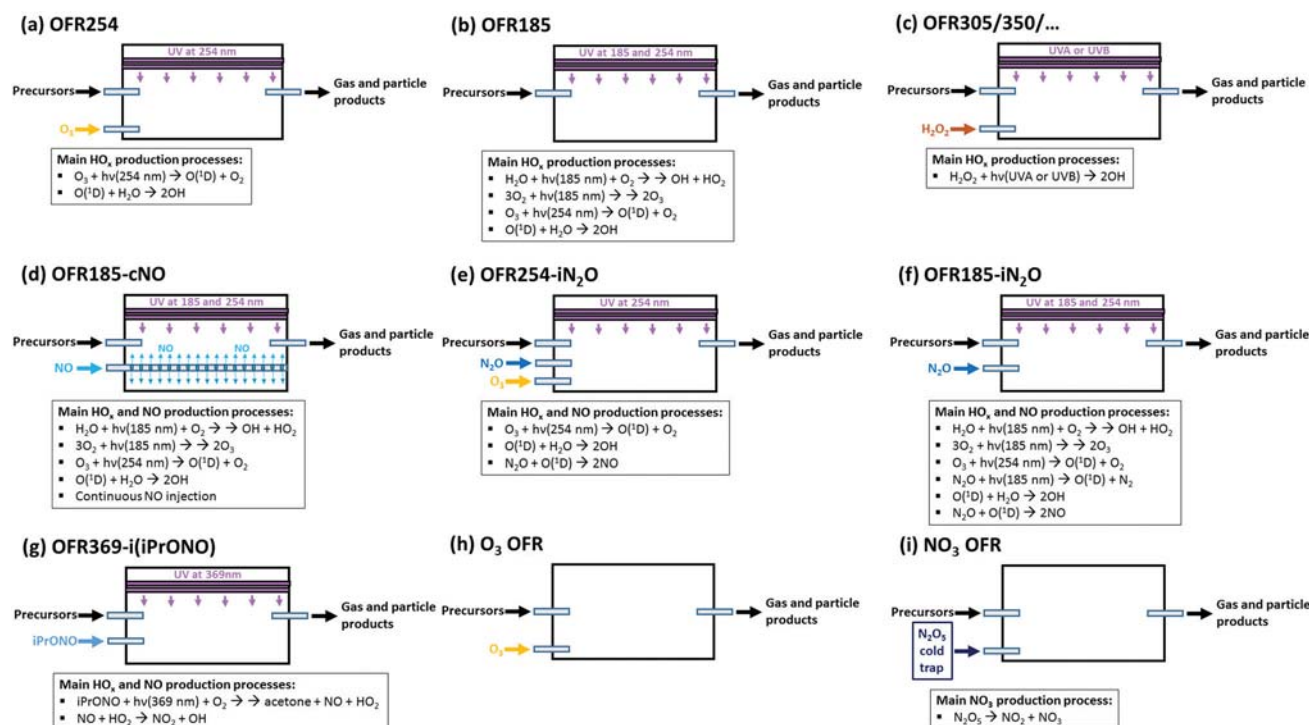 (a) OFR254
UV at 254 nm
Precursors
Gas and particle
products
O₃
Main HOₓ production processes:
▪ O₃ + hv(254 nm) → O(¹D) + O₂
▪ O(¹D) + H₂O → 2OH
(b) OFR185
UV at 185 and 254 nm
Precursors
Gas and particle
products
Main HOₓ production processes:
▪ H₂O + hv(185 nm) + O₂ → → OH + HO₂
▪ 3O₂ + hv(185 nm) → → 2O₃
▪ O₃ + hv(254 nm) → O(¹D) + O₂
▪ O(¹D) + H₂O → 2OH
(c) OFR305/350/...
UVA or UVB
Precursors
Gas and particle
products
H₂O₂
Main HOₓ production processes:
▪ H₂O₂ + hv(UVA or UVB) → 2OH
(d) OFR185-cNO
UV at 185 and 254 nm
Precursors
NO NO
Gas and particle
products
NO
Main HOₓ and NO production processes:
▪ H₂O + hv(185 nm) + O₂ → → OH + HO₂
▪ 3O₂ + hv(185 nm) → → 2O₃
▪ O₃ + hv(254 nm) → O(¹D) + O₂
▪ O(¹D) + H₂O → 2OH
▪ Continuous NO injection
(e) OFR254-iN₂O
UV at 254 nm
Precursors
Gas and particle
products
N₂O
O₃
Main HOₓ and NO production processes:
▪ O₃ + hv(254 nm) → O(¹D) + O₂
▪ O(¹D) + H₂O → 2OH
▪ N₂O + O(¹D) → 2NO
(f) OFR185-iN₂O
UV at 185 and 254 nm
Precursors
Gas and particle
products
N₂O
Main HOₓ and NO production processes:
▪ H₂O + hv(185 nm) + O₂ → → OH + HO₂
▪ 3O₂ + hv(185 nm) → → 2O₃
▪ O₃ + hv(254 nm) → O(¹D) + O₂
▪ N₂O + hv(185 nm) → O(¹D) + N₂
▪ O(¹D) + H₂O → 2OH
▪ N₂O + O(¹D) → 2NO
(g) OFR369-i(iPrONO)
UV at 369nm
Precursors
Gas and particle
products
iPrONO
Main HOₓ and NO production processes:
▪ iPrONO + hv(369 nm) + O₂ → → acetone + NO + HO₂
▪ NO + HO₂ → NO₂ + OH
(h) O₃ OFR
Precursors
Gas and particle
products
O₃
(i) NO₃ OFR
Precursors
Gas and particle
products
N₂O₅
cold
trap
Main NO₃ production process:
▪ N₂O₅ → NO₂ + NO₃